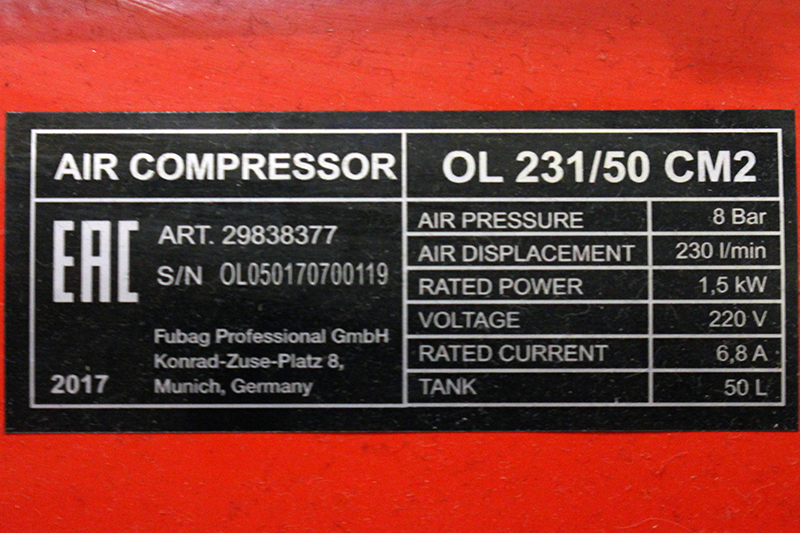 AIR COMPRESSOR
OL 231/50 CM2
EAC
ART. 29838377
S/N OL050170700119
Fubag Professional GmbH
Konrad-Zuse-Platz 8,
2017 Munich, Germany
AIR PRESSURE 8 Bar
AIR DISPLACEMENT 230 l/min
RATED POWER 1,5 kW
VOLTAGE 220 V
RATED CURRENT 6,8 A
TANK 50 L